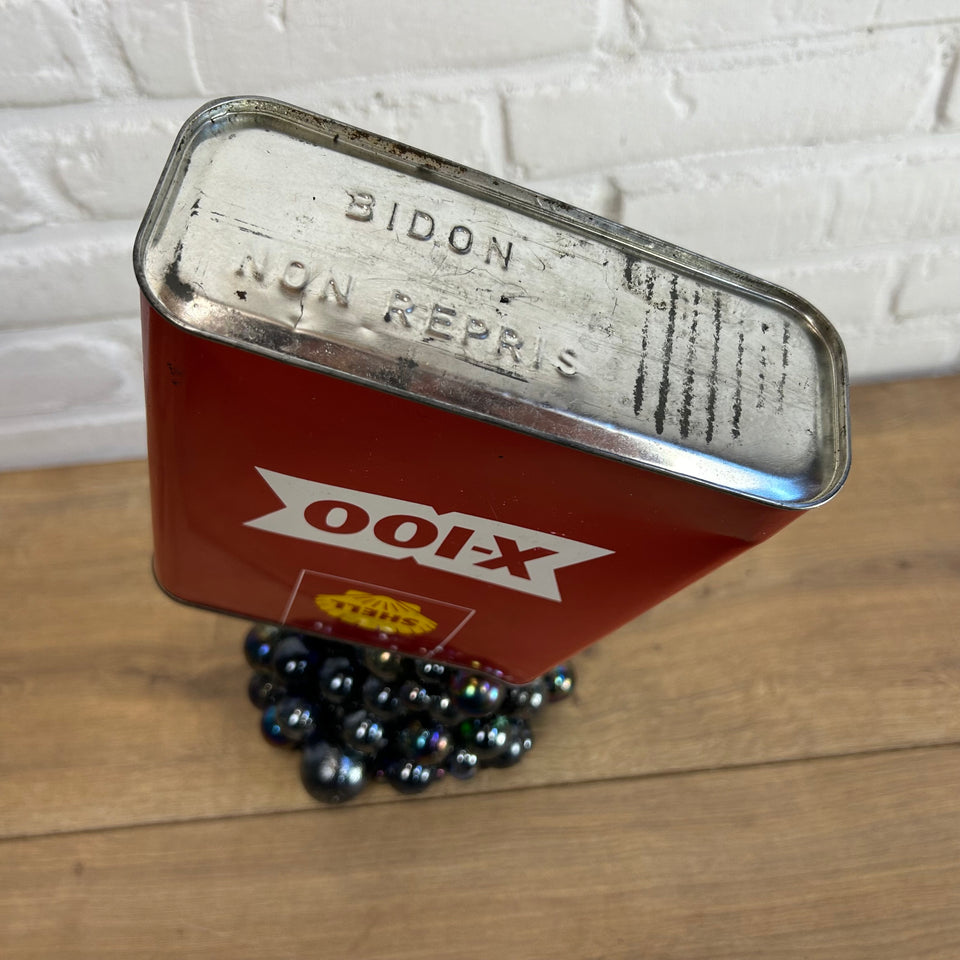 BIDON
NON REPRIS
X-100
SHELL